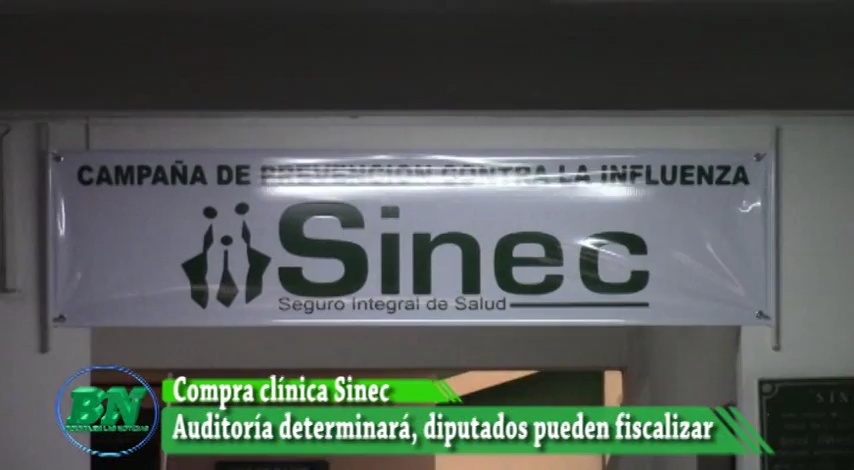 CAMPAÑA DE PREVENCION CONTRA LA INFLUENZA
Sinec
Seguro Integral de Salud
Compra clínica Sinec
BN
Auditoría determinará, diputados pueden fiscalizar
SIN